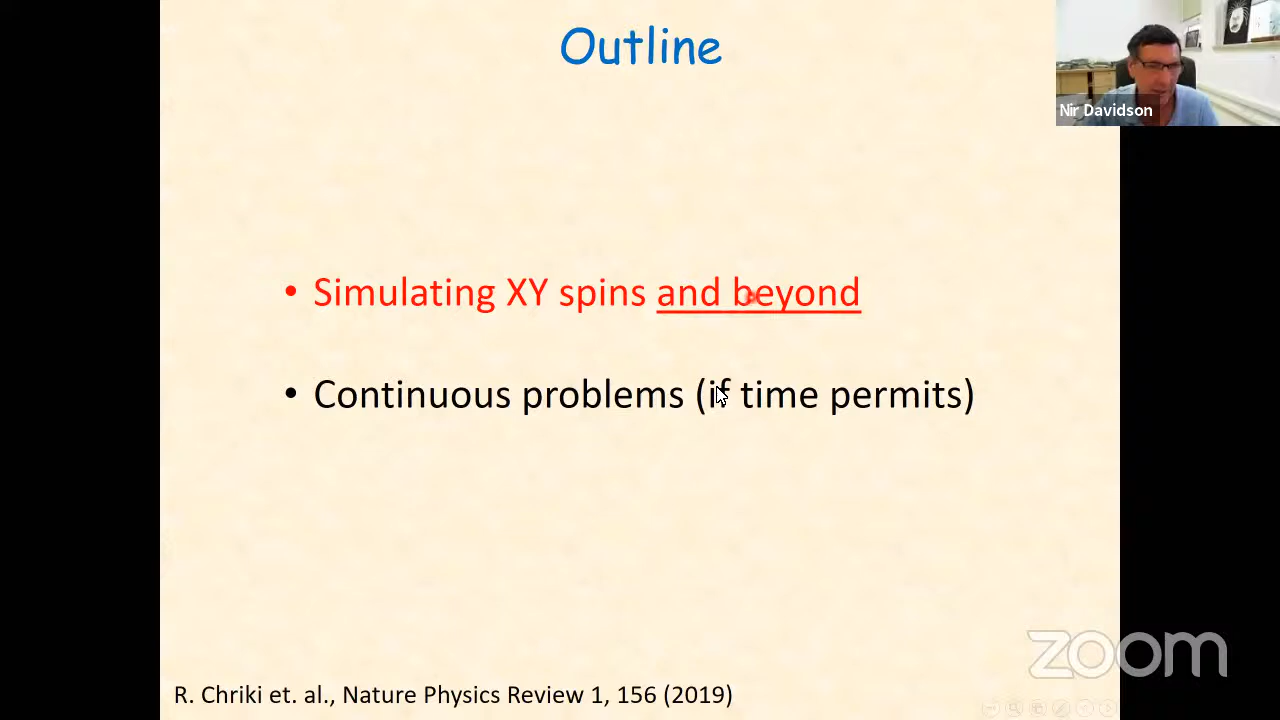 Outline
Nir Davidson
• Simulating XY spins and beyond
• Continuous problems (if time permits)
zoom
R. Chriki et. al., Nature Physics Review 1, 156 (2019)